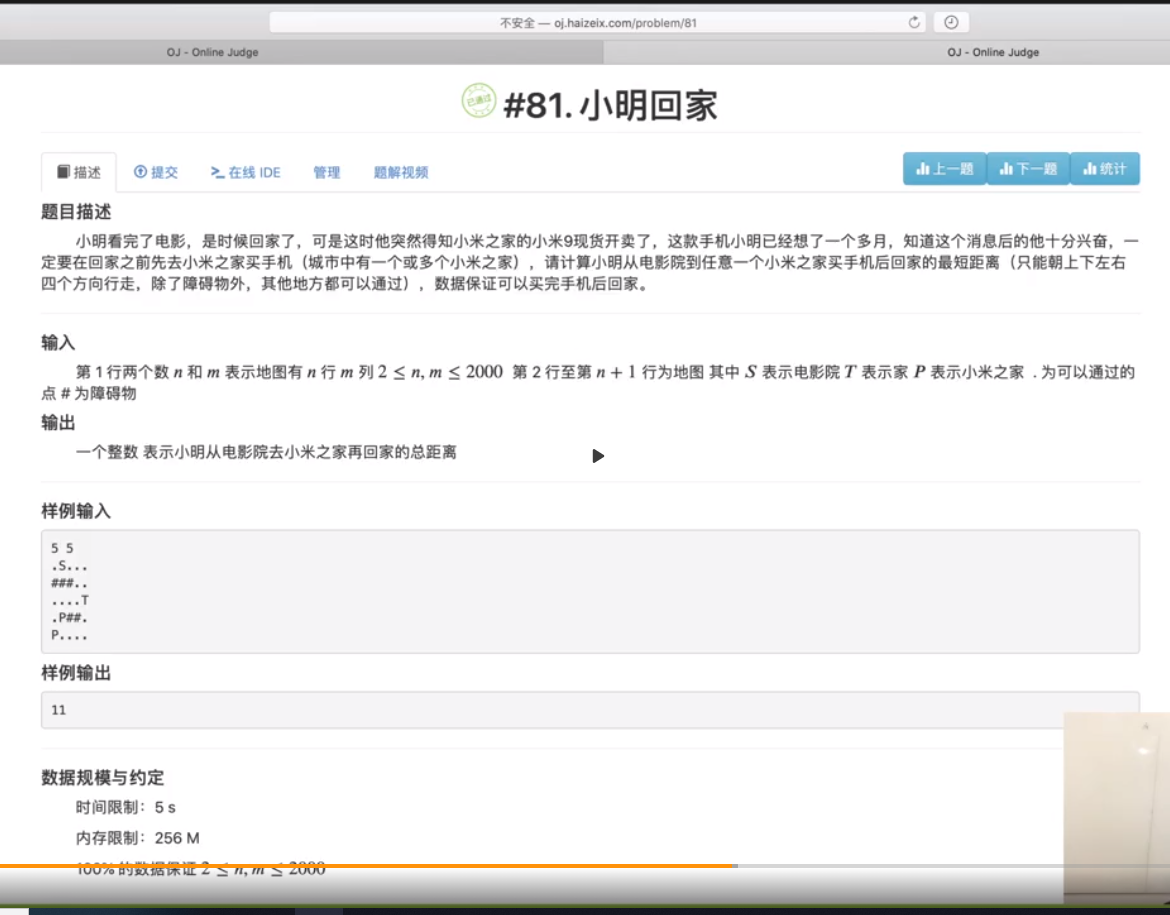 不安全 — oj.haizeix.com/problem/81
OJ - Online Judge
OJ - Online Judge
已通过
#81. 小明回家
描述
提交
在线 IDE
管理
题解视频
上一题
下一题
统计
题目描述
小明看完了电影，是时候回家了，可是这时他突然得知小米之家的小米9现货开卖了，这款手机小明已经想了一个多月，知道这个消息后的他十分兴奋，一
定要在回家之前先去小米之家买手机（城市中有一个或多个小米之家），请计算小明从电影院到任意一个小米之家买手机后回家的最短距离（只能朝上下左右
四个方向行走，除了障碍物外，其他地方都可以通过），数据保证可以买完手机后回家。
输入
第 1 行两个数 n 和 m 表示地图有 n 行 m 列 2 ≤ n, m ≤ 2000 第 2 行至第 n + 1 行为地图 其中 S 表示电影院 T 表示家 P 表示小米之家 . 为可以通过的
点 # 为障碍物
输出
一个整数 表示小明从电影院去小米之家再回家的总距离
样例输入
5 5
.S...
###..
....T
.P##.
P....
样例输出
11
数据规模与约定
时间限制：5 s
内存限制：256 M
100% 的数据保证 2 ≤ n, m ≤ 2000